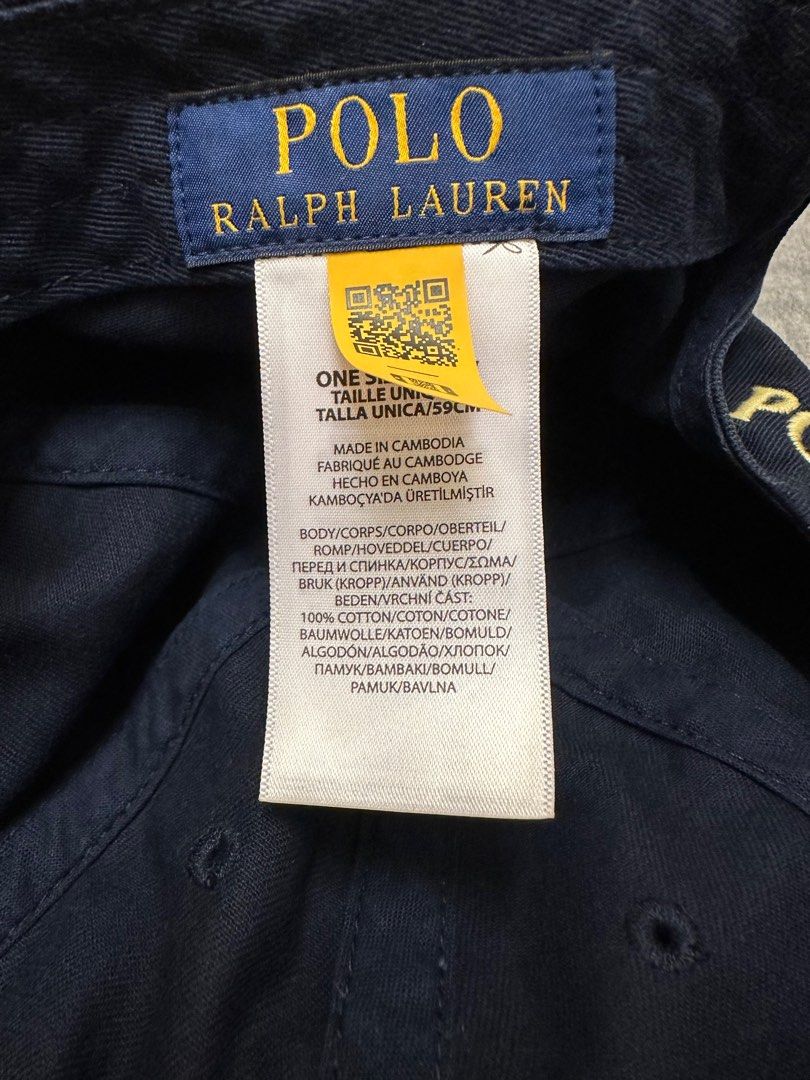 POLO
RALPH LAUREN
ONE
TAILLE UNIQ
TALLA UNICA/59CM
MADE IN CAMBODIA
FABRIQUÉ AU CAMBODGE
HECHO EN CAMBOYA
KAMBOÇYA'DA ÜRETİLMİŞTİR
BODY/CORPS/CORPO/OBERTEIL/
ROMP/HOVEDDEL/CUERPO/
ПЕРЕД И СПИНКА/КОРПУС/ΣΩΜΑ/
BRUK (KROPP)/ANVÄND (KROPP)/
BEDEN/VRCHNÍ ČÁST:
100% COTTON/COTON/COTONE/
BAUMWOLLE/KATOEN/BOMULD/
ALGODÓN/ALGODÃO/ХЛОПОК/
ПАМУК/BAMBAKI/BOMULL/
PAMUK/BAVLNA
PO